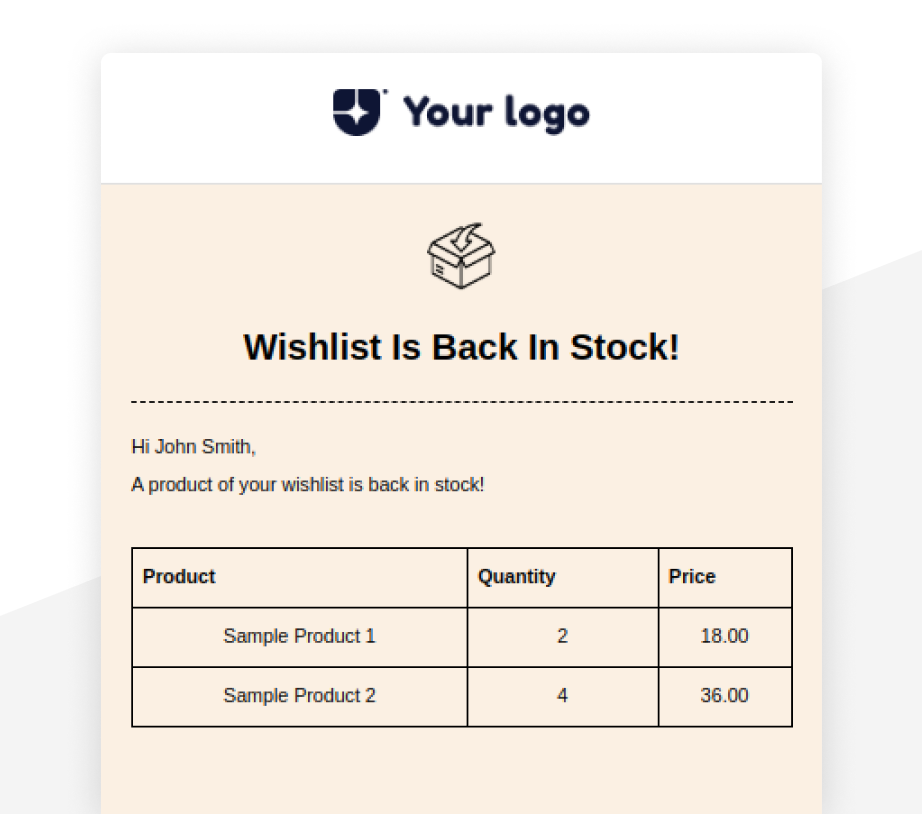 Your logo
Wishlist Is Back In Stock!
Hi John Smith,
A product of your wishlist is back in stock!
Product Quantity Price
Sample Product 1 2 18.00
Sample Product 2 4 36.00